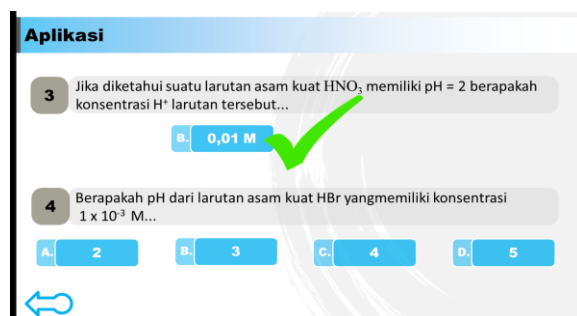 Aplikasi
3
Jika diketahui suatu larutan asam kuat HNO₃ memiliki pH = 2 berapakah
konsentrasi H⁺ larutan tersebut...
B. 0,01 M
4
Berapakah pH dari larutan asam kuat HBr yangmemiliki konsentrasi
1 x 10⁻³ M...
A. 2 B. 3 C. 4 D. 5